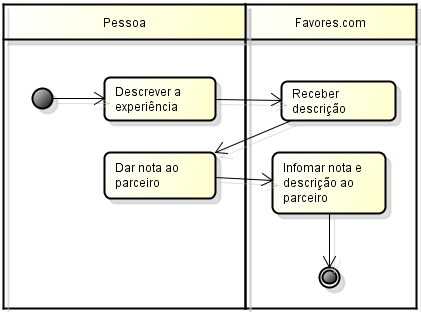 Pessoa
Favores.com
Descrever a
experiência
Receber
descrição
Dar nota ao
parceiro
Infomar nota e
descrição ao
parceiro